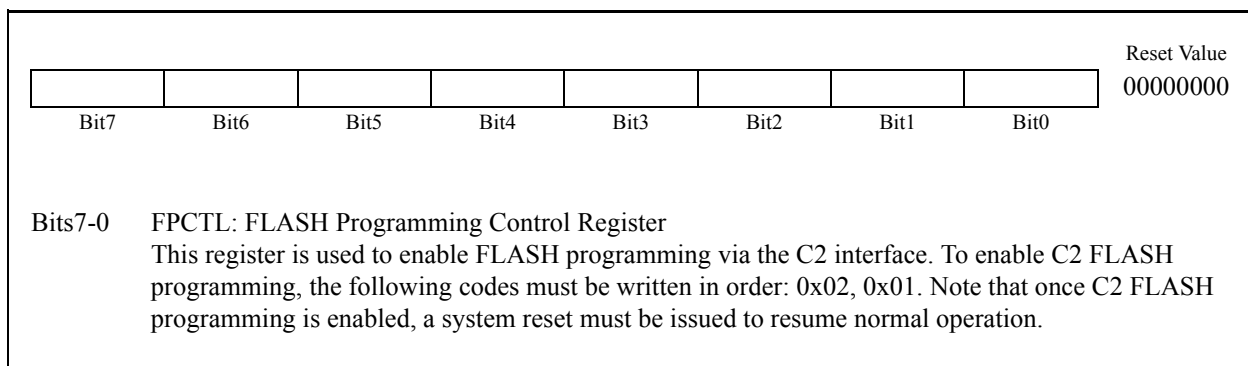 Reset Value
00000000
Bit7 Bit6 Bit5 Bit4 Bit3 Bit2 Bit1 Bit0
Bits7-0 FPCTL: FLASH Programming Control Register
This register is used to enable FLASH programming via the C2 interface. To enable C2 FLASH
programming, the following codes must be written in order: 0x02, 0x01. Note that once C2 FLASH
programming is enabled, a system reset must be issued to resume normal operation.